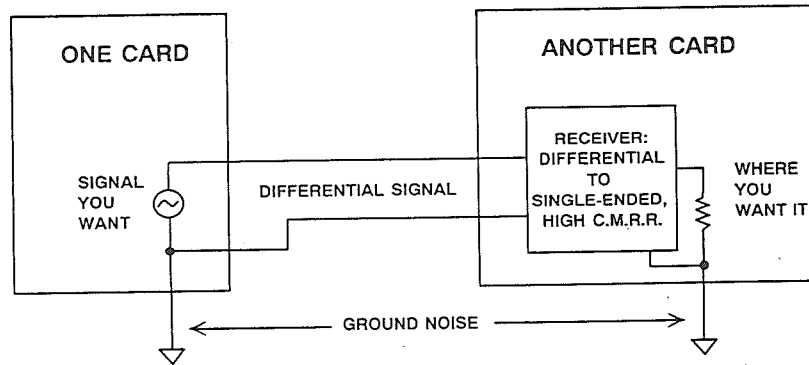 ONE CARD
ANOTHER CARD
SIGNAL
YOU
WANT
DIFFERENTIAL SIGNAL
RECEIVER:
DIFFERENTIAL
TO
SINGLE-ENDED,
HIGH C.M.R.R.
WHERE
YOU
WANT IT
GROUND NOISE